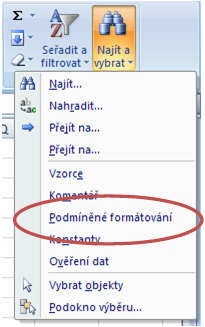 Σ
Seřadit a
filtrovat
Najít a
vybrat
Najít...
Nahradit...
Přejít na...
Přejít na...
Vzorce
Komentář
Podmíněné formátování
Konstanty
Ověření dat
Vybrat objekty
Podokno výběru...